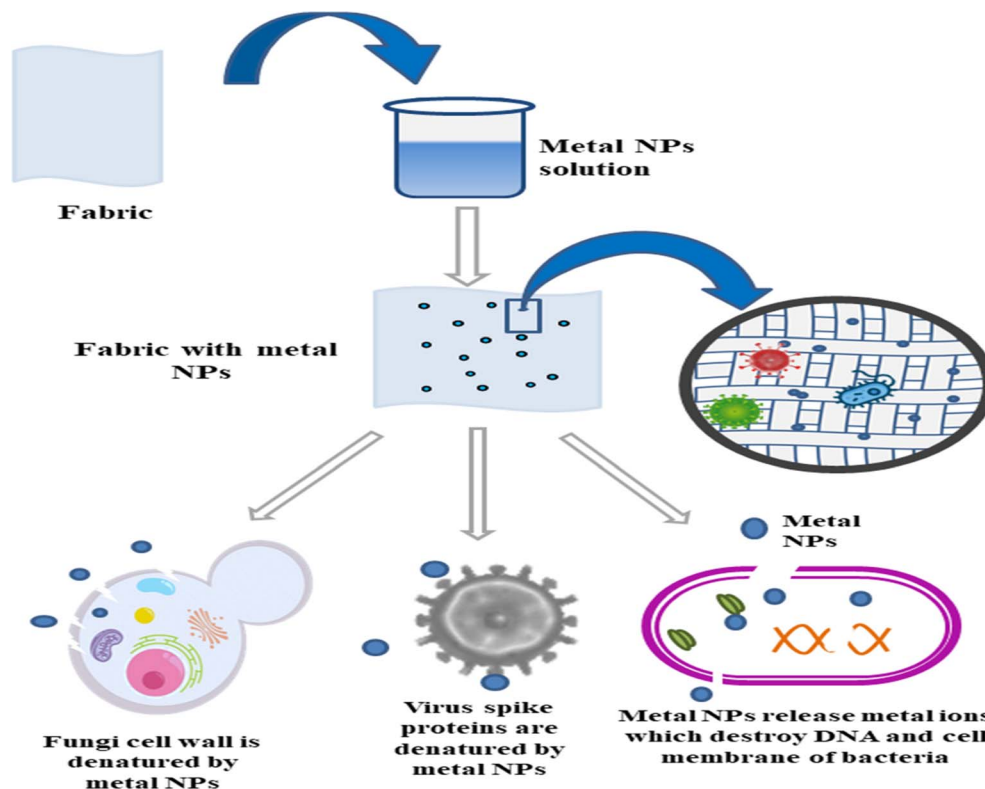 Metal NPs
solution
Fabric
Fabric with metal
NPs
Metal
NPs
Fungi cell wall is
denatured by
metal NPs
Virus spike
proteins are
denatured by
metal NPs
Metal NPs release metal ions
which destroy DNA and cell
membrane of bacteria